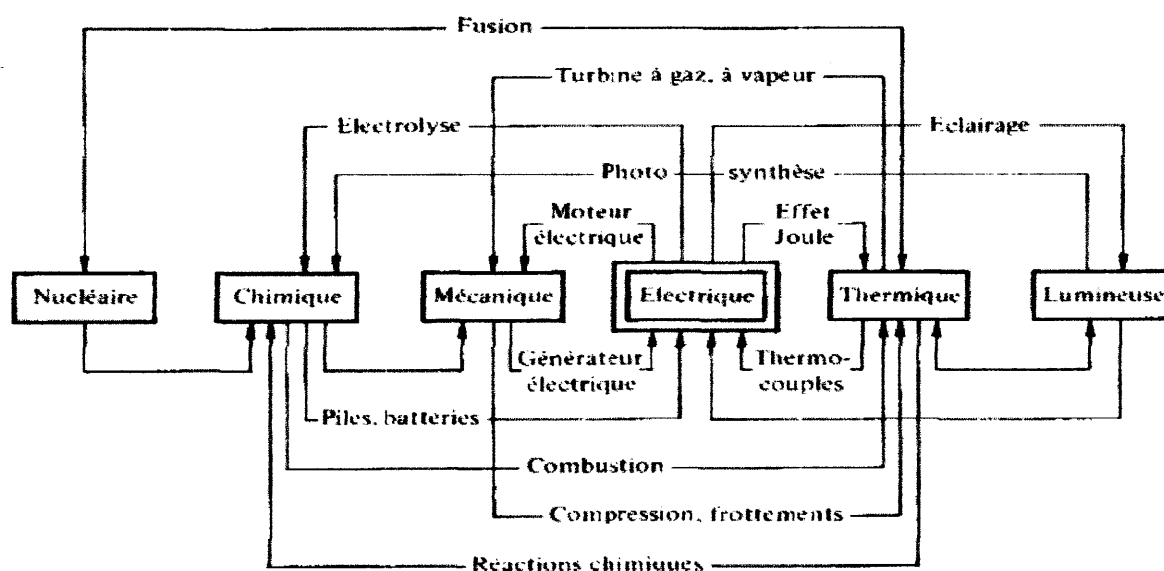 Fusion
Turbine à gaz, à vapeur
Electrolyse
Eclairage
Photo synthèse
Moteur
électrique
Effet
Joule
Nucléaire
Chimique
Mécanique
Electrique
Thermique
Lumineuse
Générateur
électrique
Thermo-
couples
Piles, batteries
Combustion
Compression, frottements
Réactions chimiques